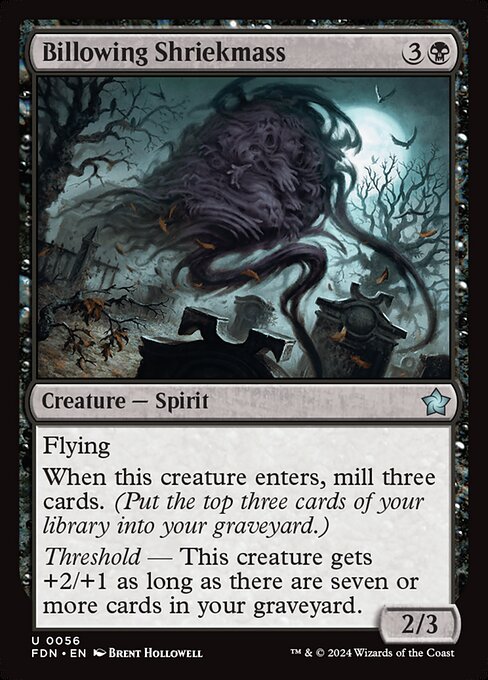 Billowing Shriekmass 3
Creature — Spirit
Flying
When this creature enters, mill three
cards. (Put the top three cards of your
library into your graveyard.)
Threshold — This creature gets
+2/+1 as long as there are seven or
more cards in your graveyard.
2/3
U 0056
FDN • EN Brent Hollowell
™ & © 2024 Wizards of the Coast